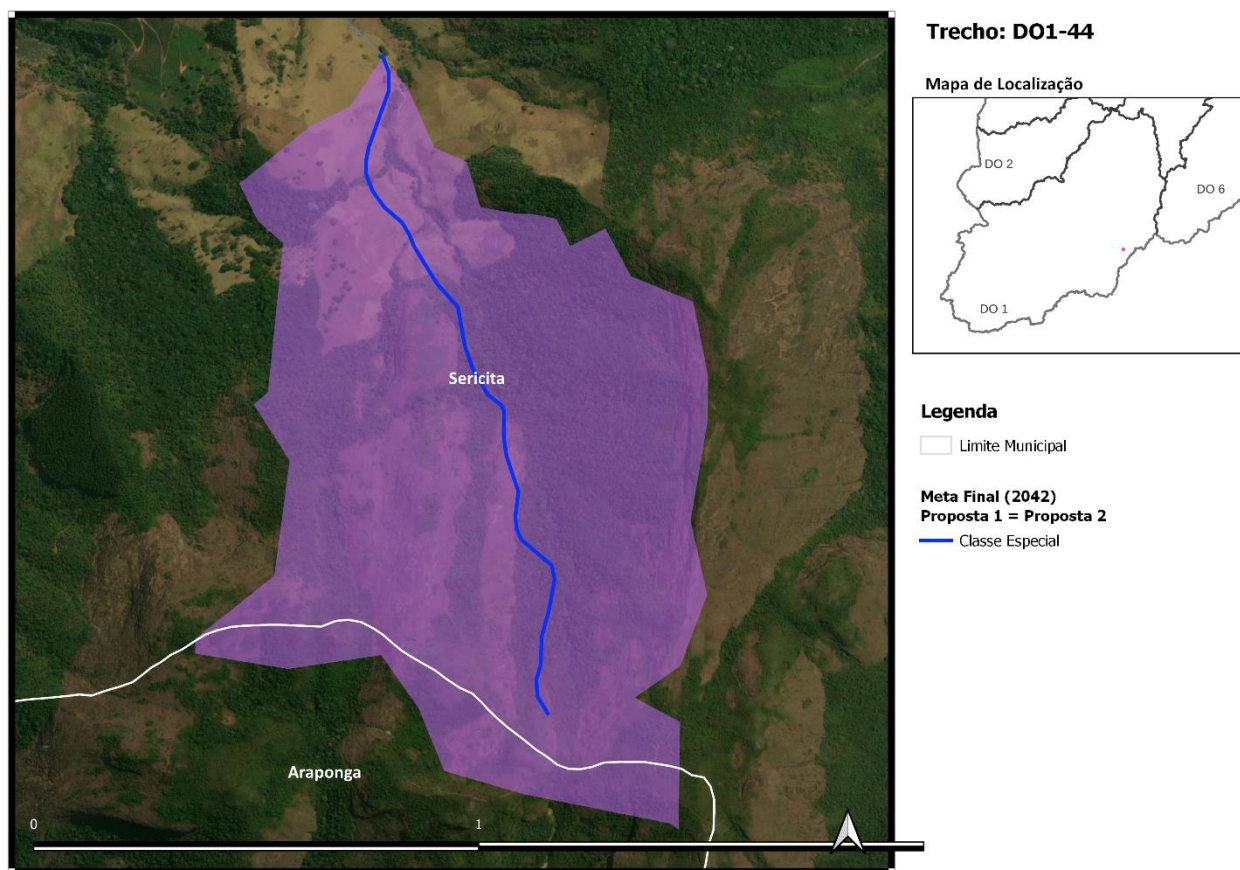 Trecho: DO1-44
Mapa de Localização
DO 2
DO 6
DO 1
Sericita
Legenda
Limite Municipal
Meta Final (2042)
Proposta 1 = Proposta 2
Classe Especial
Araponga
0
1